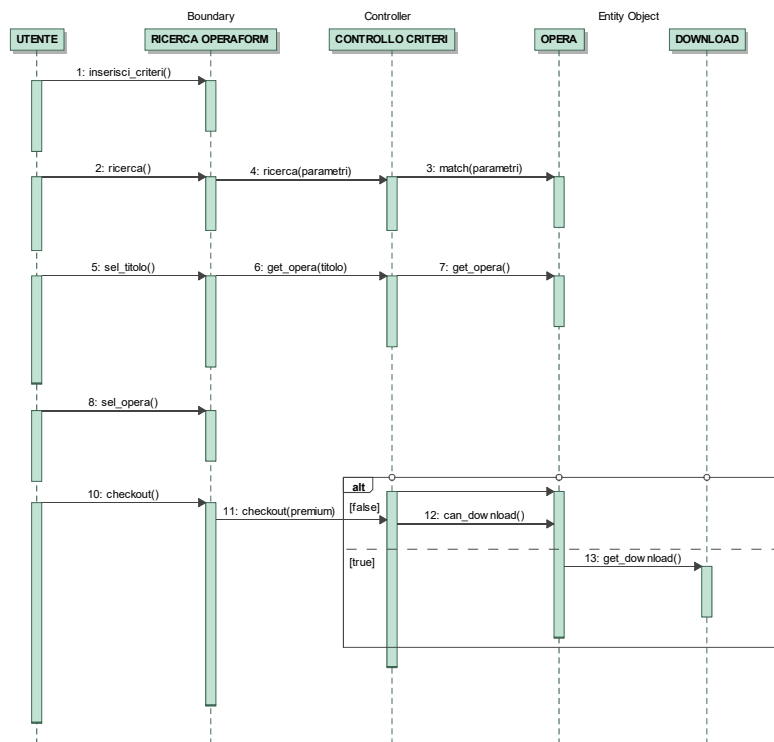 Boundary
Controller
Entity Object
UTENTE
RICERCA OPERAFORM
CONTROLLO CRITERI
OPERA
DOWNLOAD
1: inserisci_criteri()
2: ricerca()
4: ricerca(parametri)
3: match(parametri)
5: sel_titolo()
6: get_opera(titolo)
7: get_opera()
8: sel_opera()
alt
10: checkout()
[false]
11: checkout(premium)
12: can_download()
[true]
13: get_download()